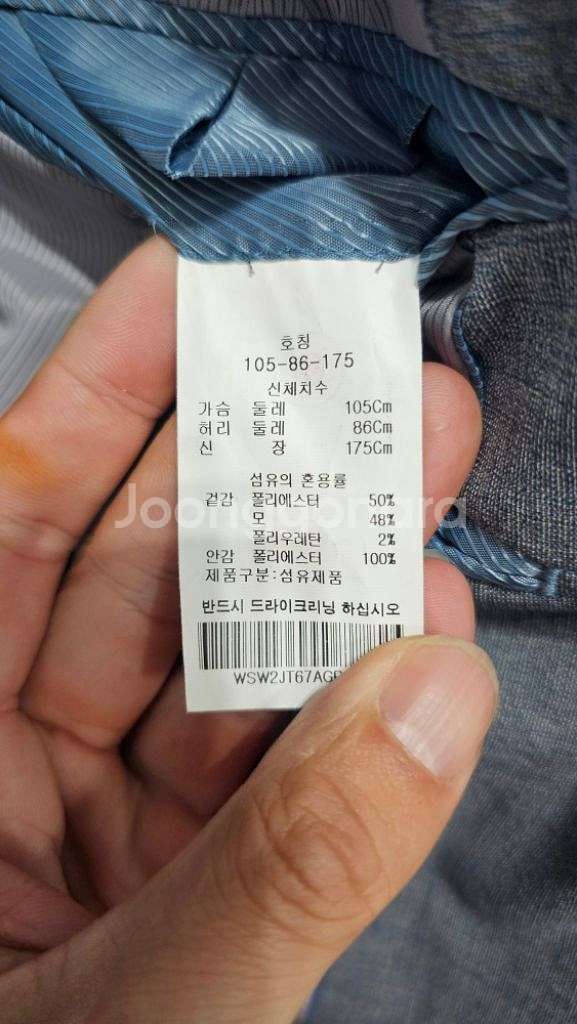 호칭
105-86-175
신체치수
가슴 둘레 105Cm
허리 둘레 86Cm
신 장 175Cm
섬유의 혼용률
겉감 폴리에스터 50%
모 48%
Joonggonara
폴리우레탄 2%
안감 폴리에스터 100%
제품구분:섬유제품
반드시 드라이크리닝 하십시오